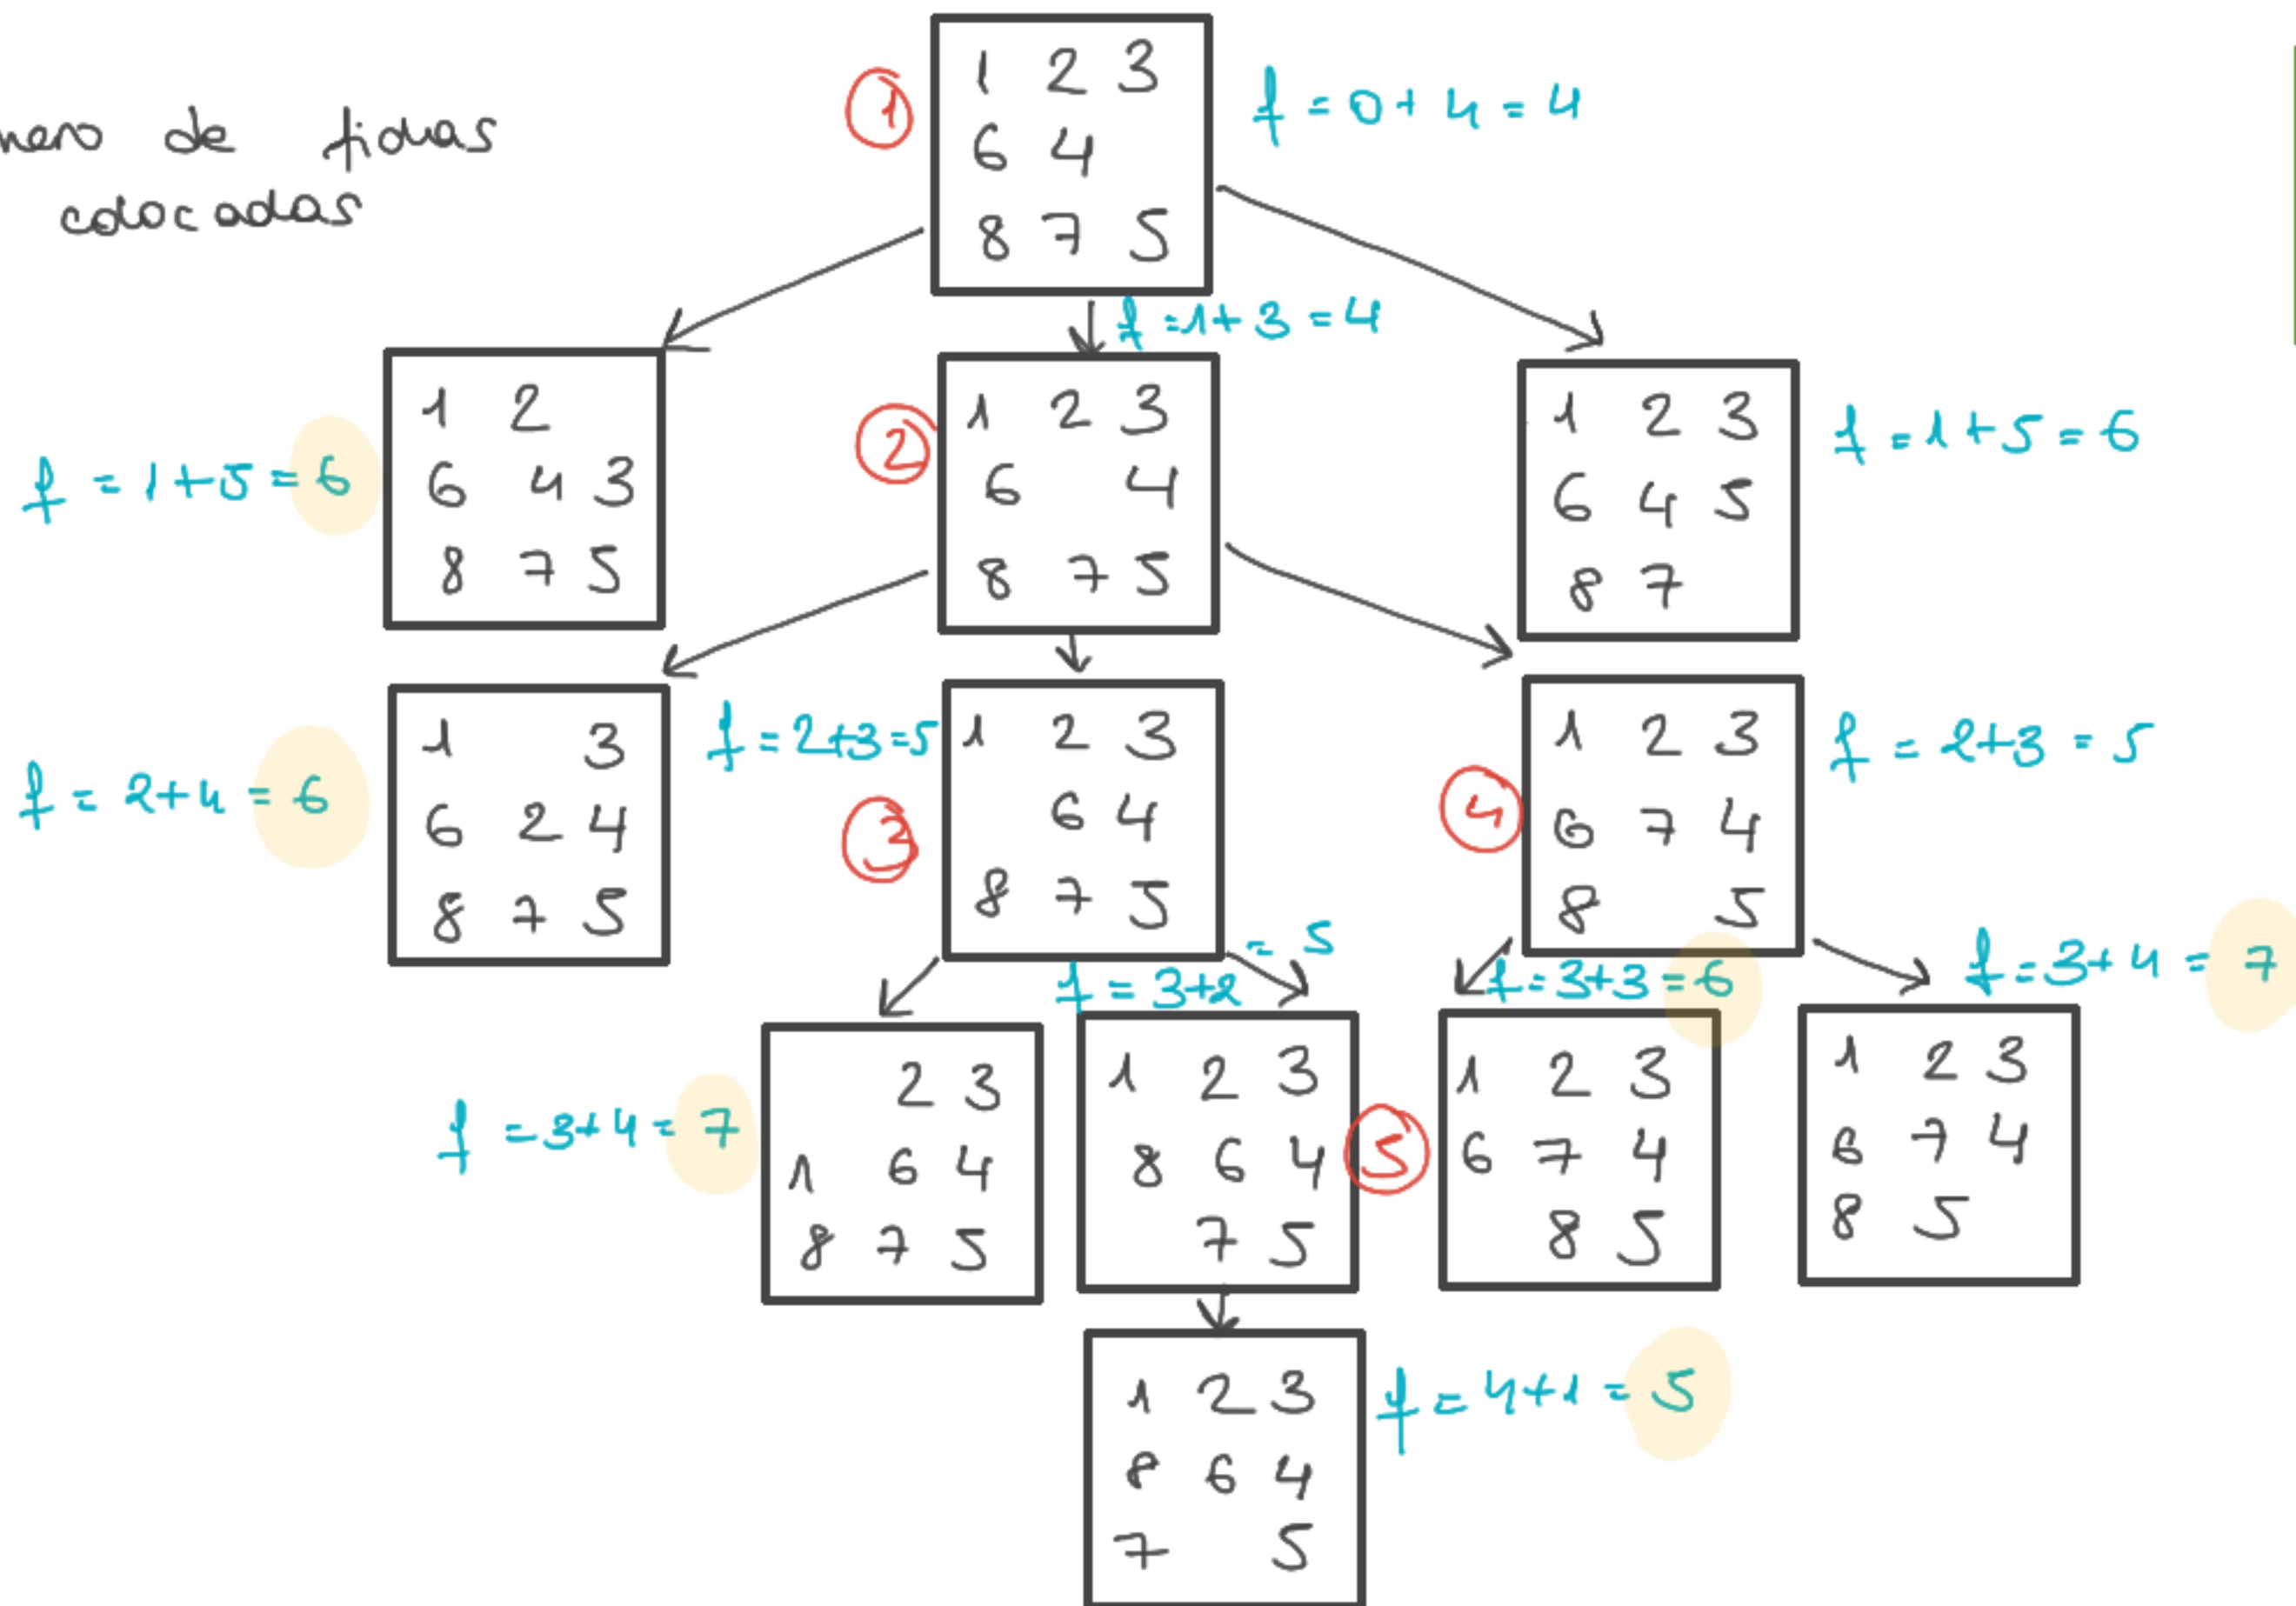 de fichas
colocadas
① 1 2 3 f = 0 + 4 = 4
6 4
8 7 5
f = 1 + 3 = 4
f = 1 + 5 = 6
1 2
6 4 3
8 7 5
② 1 2 3
6 4
8 7 5
1 2 3
6 4 5
8 7
f = 1 + 5 = 6
f = 2 + 4 = 6
1 3
6 2 4
8 7 5
f = 2+3 = 5
③ 1 2 3
6 4
8 7 5
④ 1 2 3
6 7 4
8 5
f = 2+3 = 5
f = 3+4 = 7
2 3
1 6 4
8 7 5
f = 3+2 = 5
⑤ 1 2 3
8 6 4
7 5
f = 3+3 = 6
1 2 3
6 7 4
8 5
f = 3+4 = 7
1 2 3
6 7 4
8 5
1 2 3
8 6 4
7 5
f = 4+1 = 5